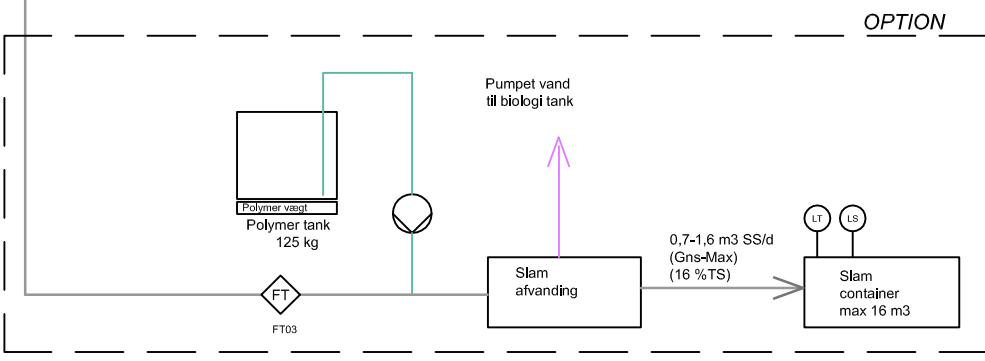 OPTION
Pumpet vand
til biologi tank
Polymer vægt
Polymer tank
125 kg
LT
LS
0,7-1,6 m3 SS/d
(Gns-Max)
(16 %TS)
Slam
afvanding
Slam
container
max 16 m3
FT
FT03